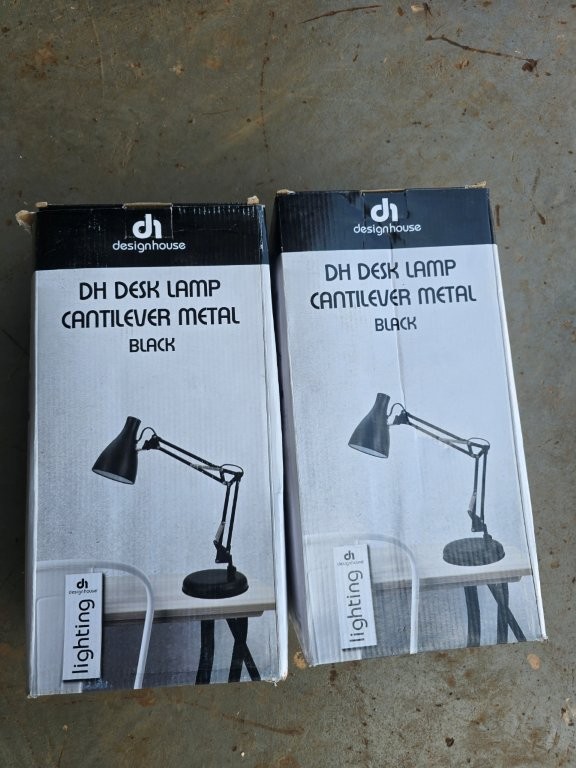 dh
designhouse
DH DESK LAMP
CANTILEVER METAL
BLACK
dh
designhouse
lighting
dh
designhouse
DH DESK LAMP
CANTILEVER METAL
BLACK
dh
designhouse
lighting